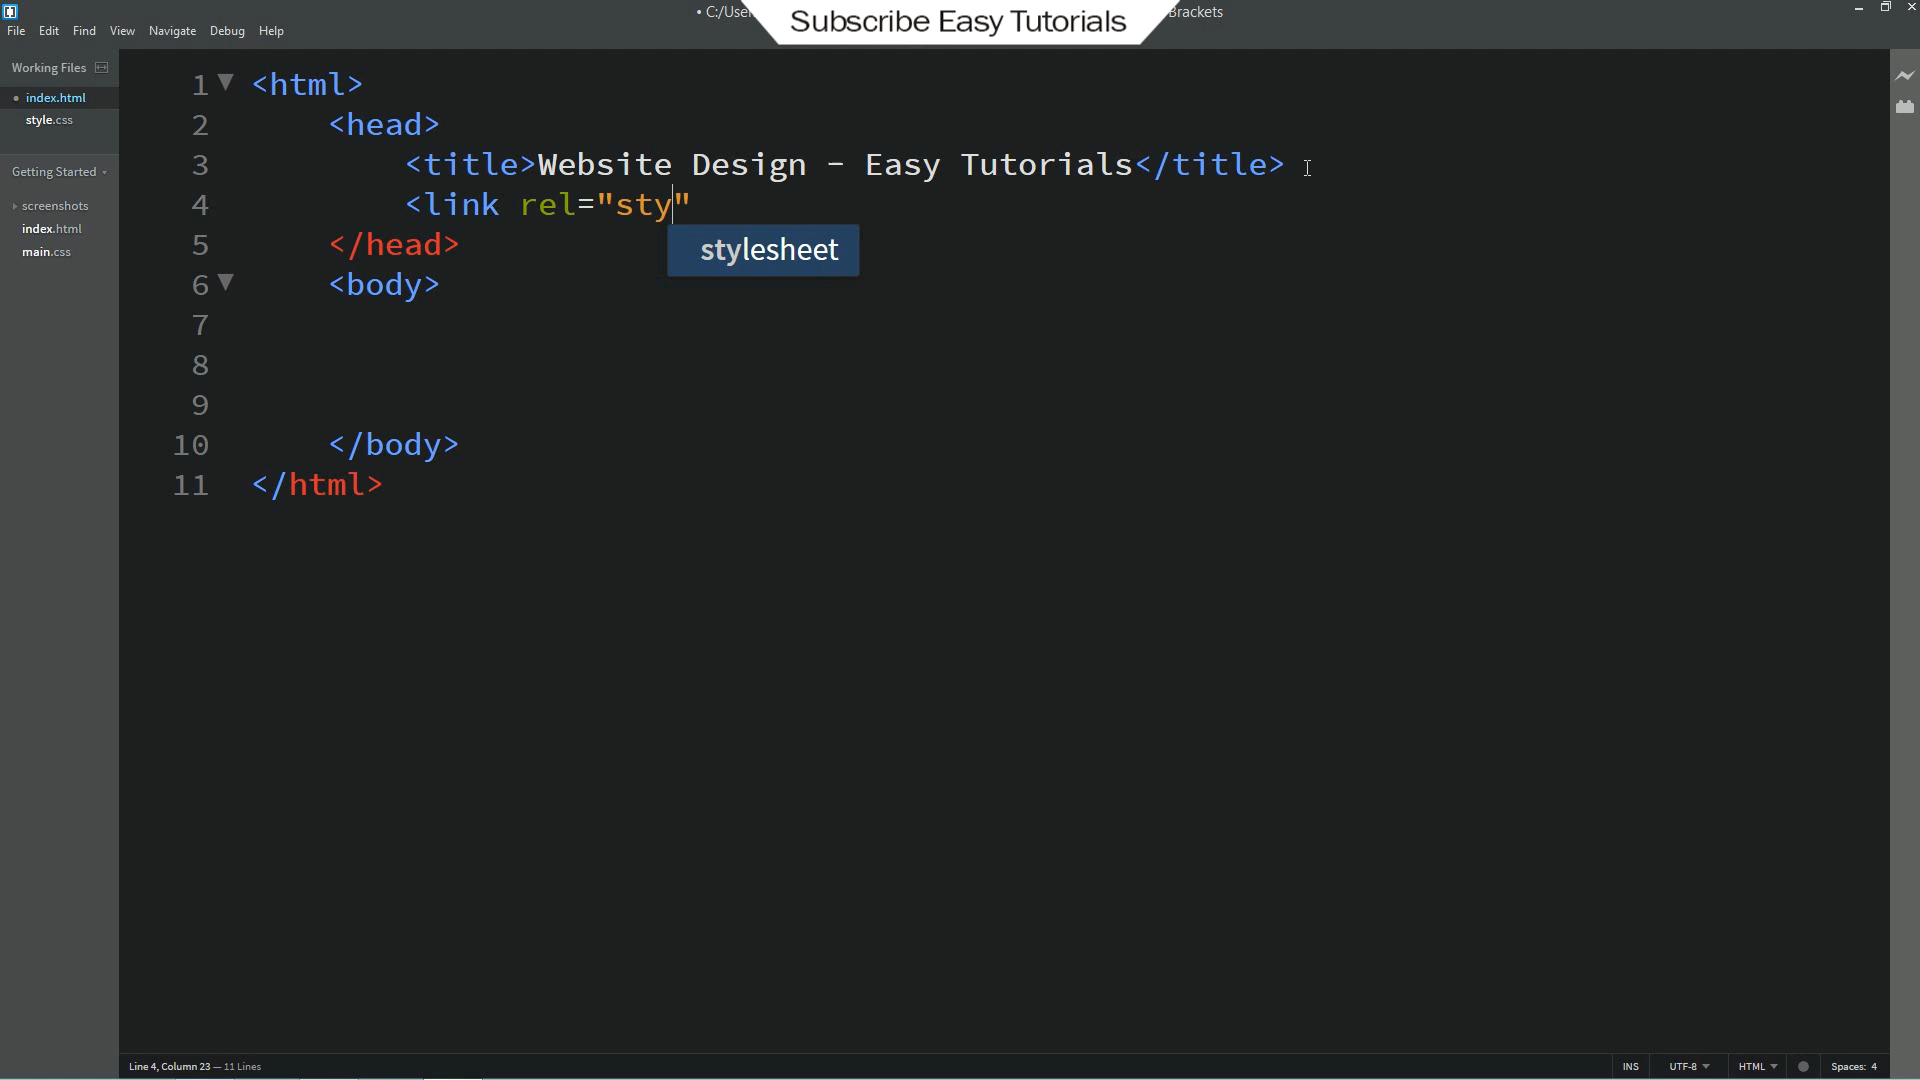 • C:/User
Subscribe Easy Tutorials
Brackets
File Edit Find View Navigate Debug Help
Working Files
• index.html
style.css
Getting Started
screenshots
index.html
main.css
1 <html>
2 <head>
3 <title>Website Design - Easy Tutorials</title>
4 <link rel="sty"
stylesheet
5 </head>
6 <body>
7
8
9
10 </body>
11 </html>
Line 4, Column 23 — 11 Lines
INS UTF-8 HTML Spaces: 4